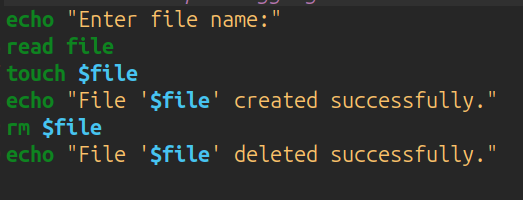 echo "Enter file name:"
read file
touch $file
echo "File '$file' created successfully."
rm $file
echo "File '$file' deleted successfully."